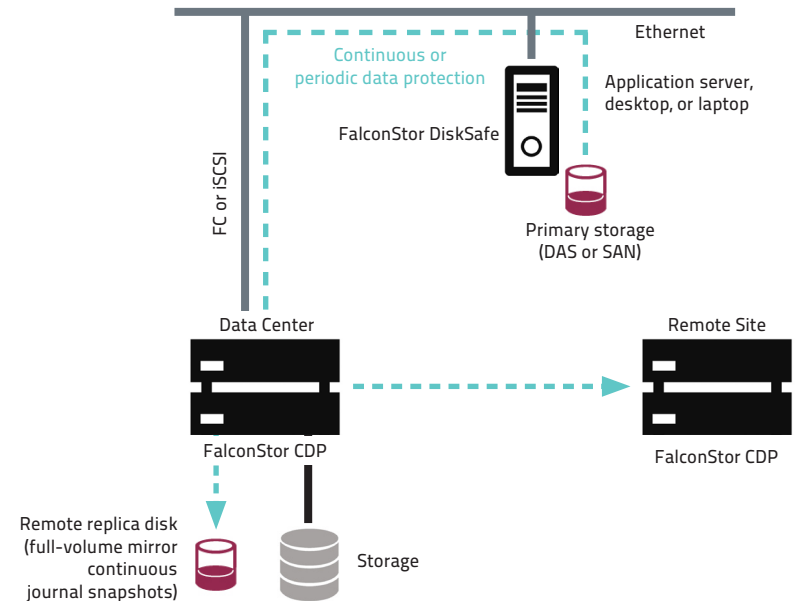 Ethernet
Continuous or
periodic data protection
Application server,
desktop, or laptop
FalconStor DiskSafe
FC or iSCSI
Primary storage
(DAS or SAN)
Data Center
Remote Site
FalconStor CDP
FalconStor CDP
Remote replica disk
(full-volume mirror
continuous
journal snapshots)
Storage